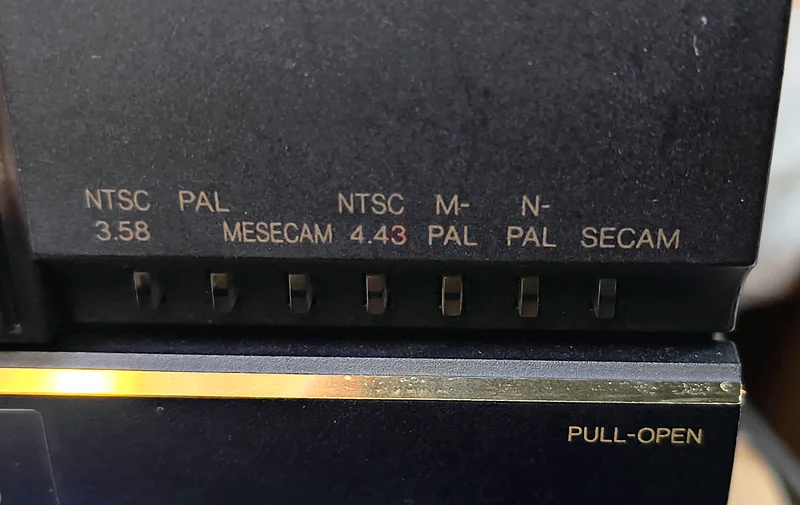 NTSC PAL NTSC M- N-
3.58 MESECAM 4.43 PAL PAL SECAM
PULL-OPEN